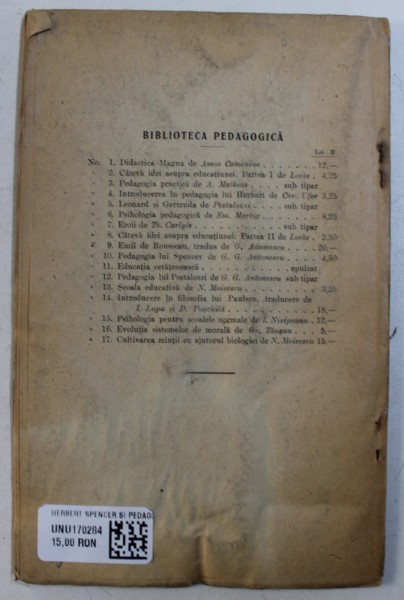 BIBLIOTECA PEDAGOGICĂ
Lei B.
No. 1. Didactica Magna de Amos Comenius . . . . . . . 12,—
" 2. Câteva idei asupra educațiunei. Partea I de Locke . 4,25
" 3. Pedagogia practică de A. Mathias . . . . sub tipar
" 4. Introducerea în pedagogia lui Herbart de Chr. Ufer 3,25
" 5. Leonard și Gertruda de Pestalozzi . . . sub tipar
" 6. Psihologia pedagogică de Em. Martig . . . . 8,25
" 7. Eroii de Th. Carlyle . . . . . . . . sub tipar
" 8. Câteva idei asupra educațiunei. Partea II de Locke . 2,50
" 9. Emil de Rousseau, tradus de G. Adamescu . . . 20,—
" 10. Pedagogia lui Spencer de G. G. Antonescu . . . 4,50
" 11. Educația cetățenească . . . . . . . epuizat
" 12. Pedagogia lui Pestalozzi de G. G. Antonescu sub tipar
" 13. Școala educativă de N. Moisescu . . . . . 3,25
" 14. Introducere în filosofia lui Paulsen, traducere de
I. Lupu și D. Popchilă . . . . . . . . 18,—
" 15. Psihologia pentru școalele normale de I. Nisipeanu . 12,—
" 16. Evoluția sistemelor de morală de Gr. Tăușan . . . 5.—
" 17. Cultivarea minții cu ajutorul biologiei de N. Moisescu 15.—
HERBERT SPENCER SI PEDAGO
UNU170284
15,00 RON